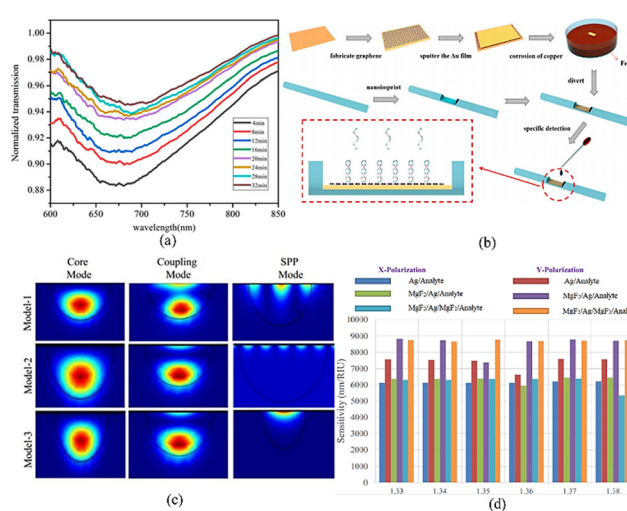 1.00
0.98
0.96
0.94
0.92
0.90
0.88
600 650 700 750 800 850
Normalized transmission
wavelength(nm)
4min
8min
12min
16min
20min
24min
28min
32min
(a)
fabricate graphene
sputter the Au film
corrosion of copper
Fe
divert
nanoimprint
specific detection
(b)
Core Mode
Coupling Mode
SPP Mode
Model-1
Model-2
Model-3
(c)
X-Polarization
Y-Polarization
Ag/Analyte
Ag/Analyte
MgF₂/Ag/Analyte
MgF₂/Ag/Analyte
MgF₂/Ag/MgF₂/Analyte
MgF₂/Ag/MgF₂/Anal
Sensitivity (nm/RIU)
10000
9000
8000
7000
6000
5000
4000
3000
2000
1000
0
1.33 1.34 1.35 1.36 1.37 1.38
(d)